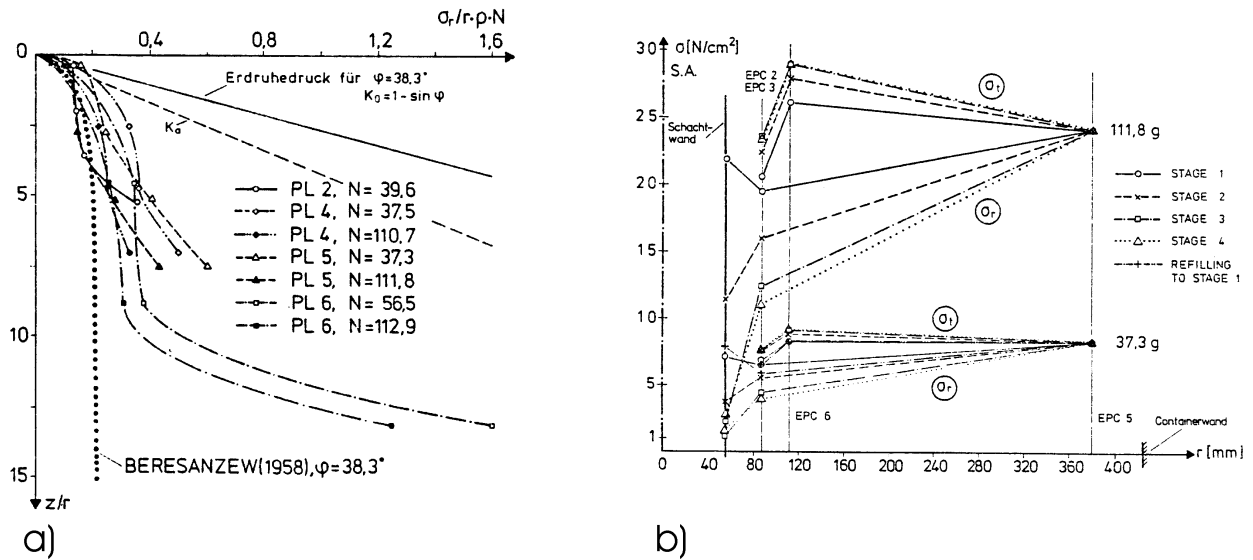 σr/r·ρ·N
0 0,4 0,8 1,2 1,6
Erdruhedruck für φ=38,3°
K₀=1-sin φ
Ka
5
10
15
PL 2, N= 39,6
PL 4, N= 37,5
PL 4, N=110,7
PL 5, N= 37,3
PL 5, N=111,8
PL 6, N= 56,5
PL 6, N=112,9
BERESANZEW(1958),φ=38,3°
z/r
a)
σ[N/cm²]
S.A.
30
25
20
15
10
5
1
EPC 2
EPC 3
Schacht-
wand
σt
111,8 g
σr
σt
37,3 g
σr
EPC 6
EPC 5
Containerwand
STAGE 1
STAGE 2
STAGE 3
STAGE 4
REFILLING
TO STAGE 1
0 40 80 120 160 200 240 280 320 360 400
r [mm]
b)